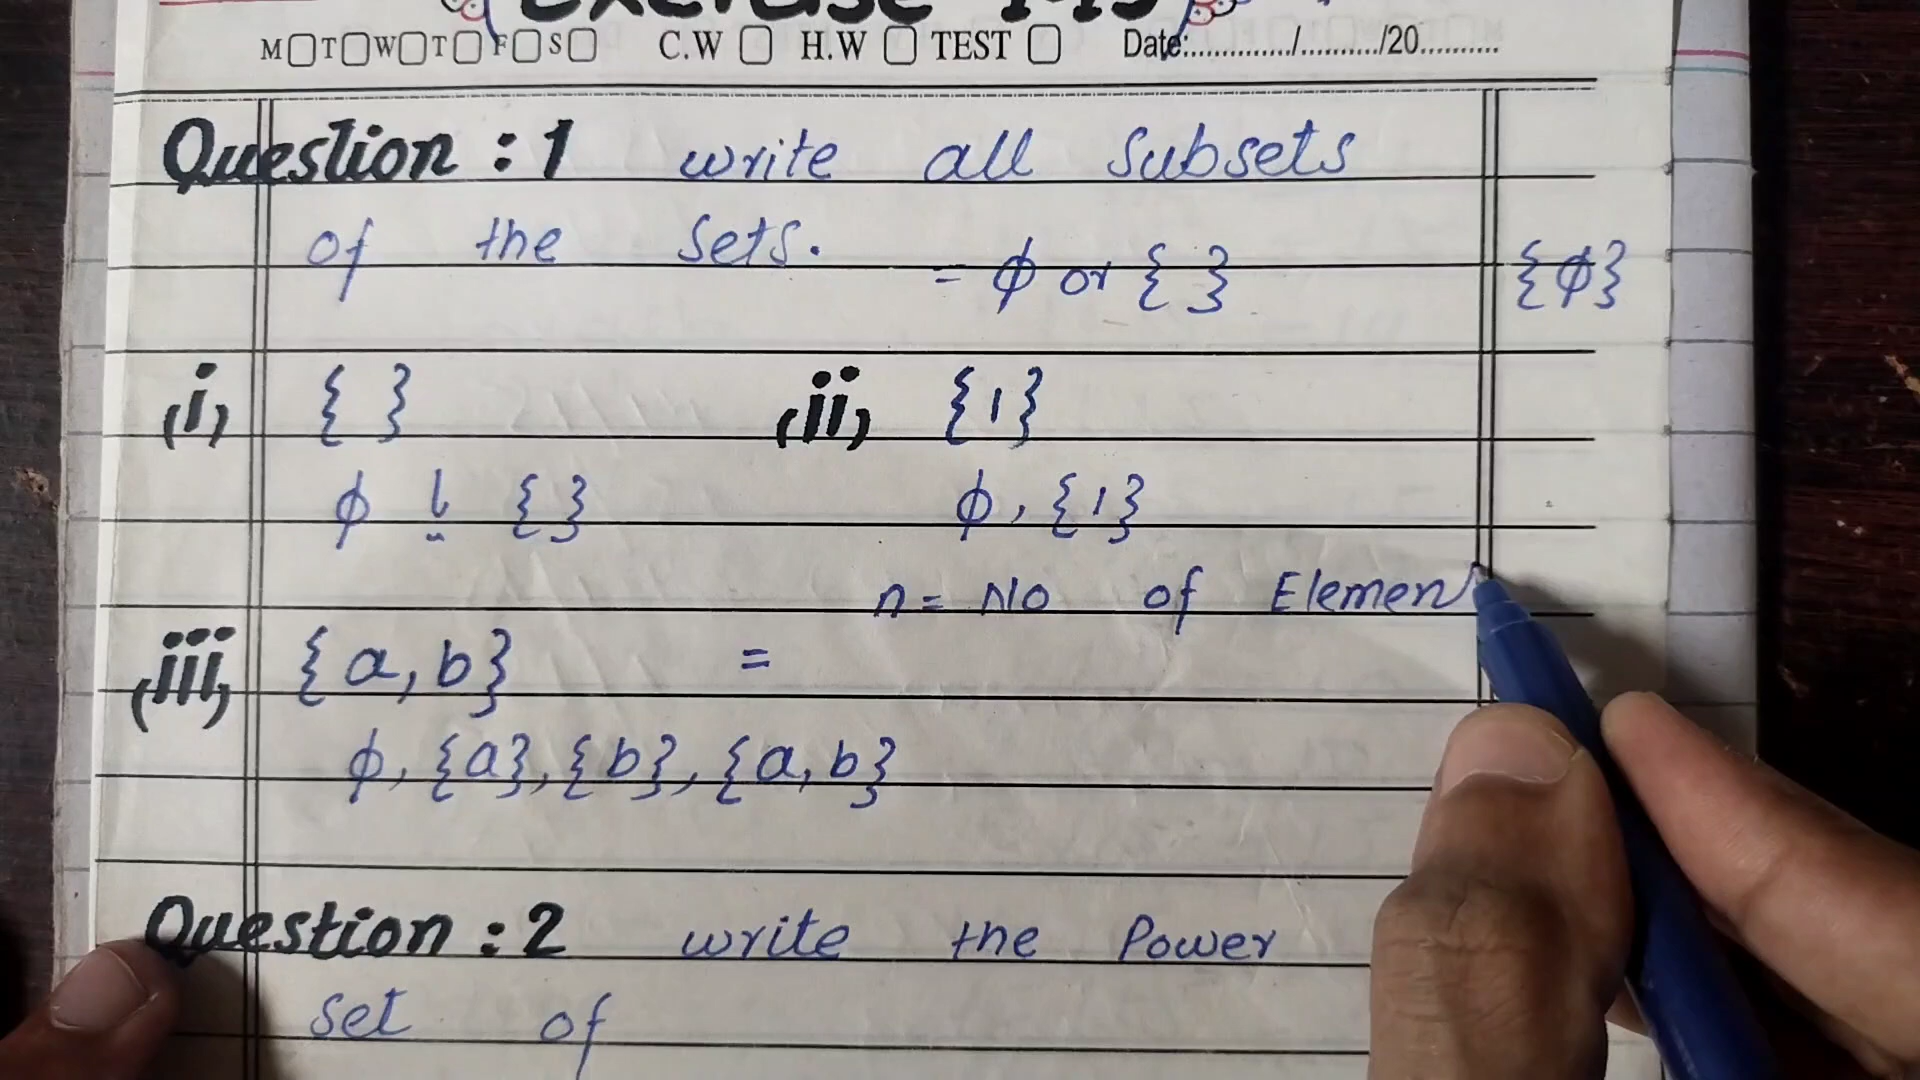 M T W T F S C.W H.W TEST Date:............../........../20..........
Question : 1 write all Subsets
of the Sets.
= ϕ or { } {ϕ}
(i) { } (ii) {1}
ϕ یا { } ϕ, {1}
n = No of Elemen
(iii) {a, b} =
ϕ, {a}, {b}, {a, b}
Question : 2 write the Power
set of